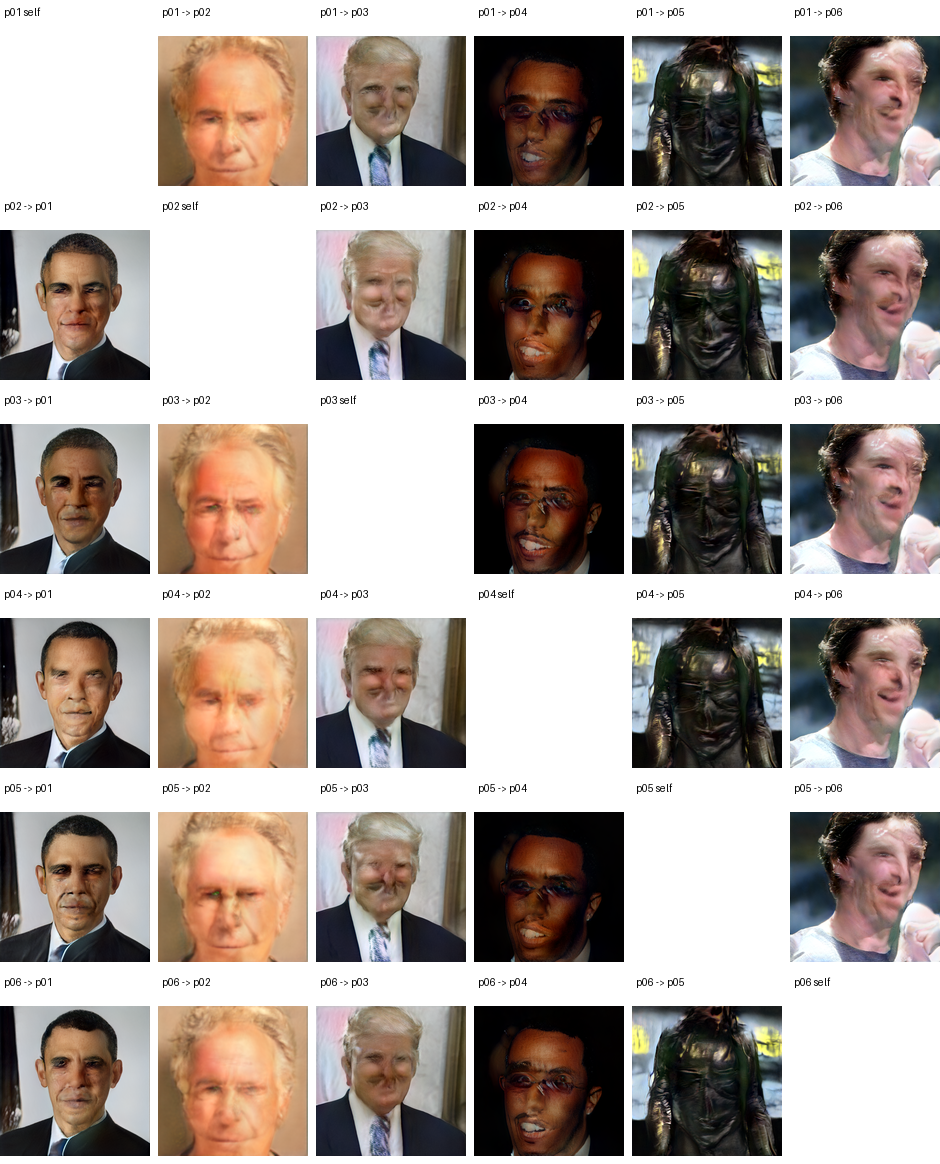 p01 self p01 -> p02 p01 -> p03 p01 -> p04 p01 -> p05 p01 -> p06
p02 -> p01 p02 self p02 -> p03 p02 -> p04 p02 -> p05 p02 -> p06
p03 -> p01 p03 -> p02 p03 self p03 -> p04 p03 -> p05 p03 -> p06
p04 -> p01 p04 -> p02 p04 -> p03 p04 self p04 -> p05 p04 -> p06
p05 -> p01 p05 -> p02 p05 -> p03 p05 -> p04 p05 self p05 -> p06
p06 -> p01 p06 -> p02 p06 -> p03 p06 -> p04 p06 -> p05 p06 self